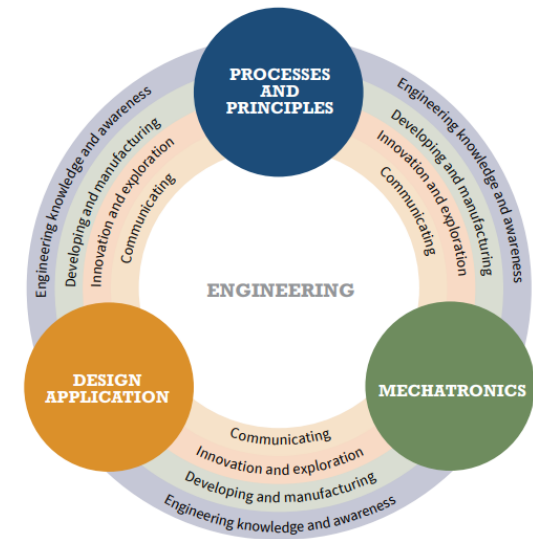 PROCESSES
AND
PRINCIPLES
Engineering knowledge and awareness
Developing and manufacturing
Innovation and exploration
Communicating
Engineering knowledge and awareness
Developing and manufacturing
Innovation and exploration
Communicating
ENGINEERING
DESIGN
APPLICATION
MECHATRONICS
Communicating
Innovation and exploration
Developing and manufacturing
Engineering knowledge and awareness